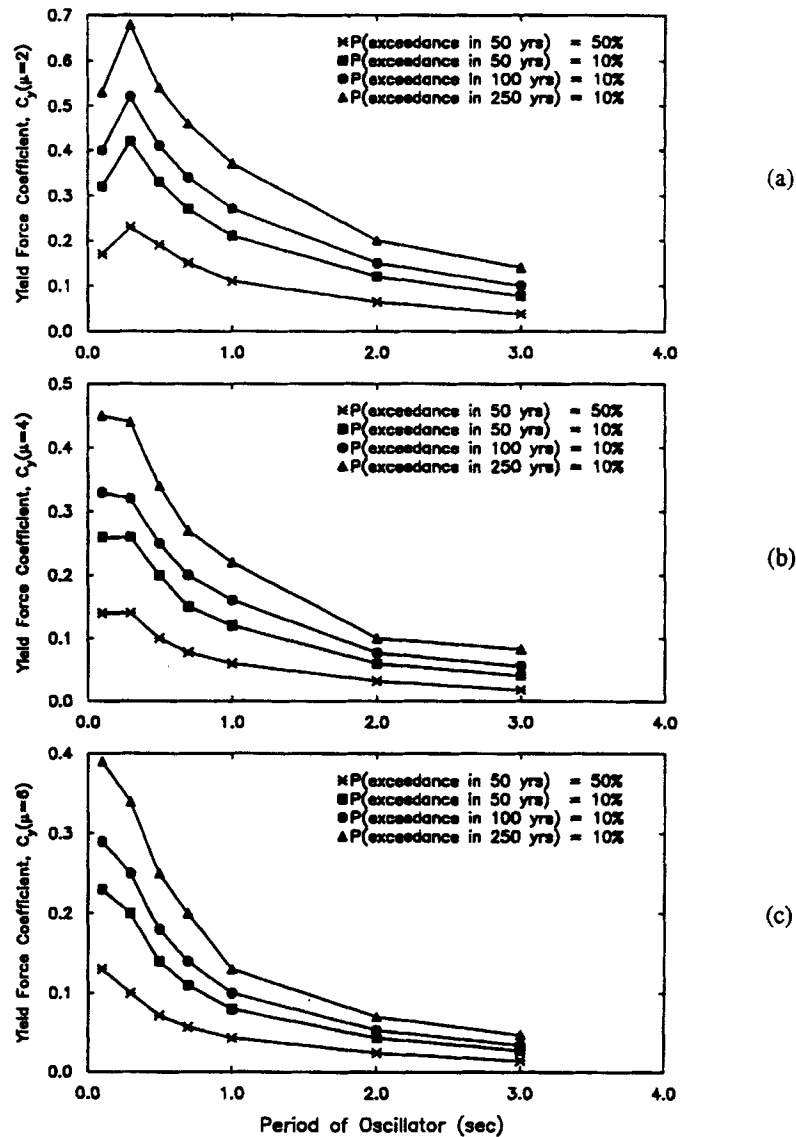 0.7
0.6
0.5
0.4
0.3
0.2
0.1
0.0
Yield Force Coefficient, Cy(μ=2)
P(exceedance in 50 yrs) = 50%
P(exceedance in 50 yrs) = 10%
P(exceedance in 100 yrs) = 10%
P(exceedance in 250 yrs) = 10%
0.0 1.0 2.0 3.0 4.0
(a)
0.5
0.4
0.3
0.2
0.1
0.0
Yield Force Coefficient, Cy(μ=4)
P(exceedance in 50 yrs) = 50%
P(exceedance in 50 yrs) = 10%
P(exceedance in 100 yrs) = 10%
P(exceedance in 250 yrs) = 10%
0.0 1.0 2.0 3.0 4.0
(b)
0.4
0.3
0.2
0.1
0.0
Yield Force Coefficient, Cy(μ=6)
P(exceedance in 50 yrs) = 50%
P(exceedance in 50 yrs) = 10%
P(exceedance in 100 yrs) = 10%
P(exceedance in 250 yrs) = 10%
0.0 1.0 2.0 3.0 4.0
Period of Oscillator (sec)
(c)